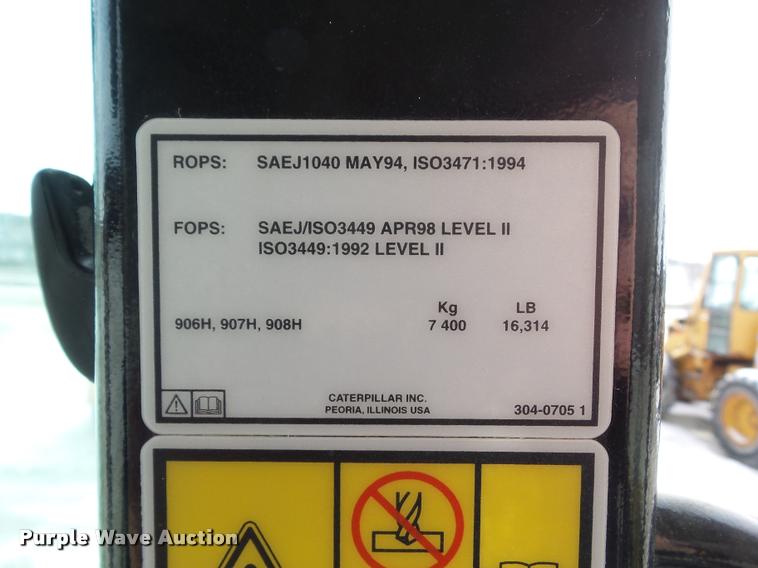 ROPS: SAEJ1040 MAY94, ISO3471:1994
FOPS: SAEJ/ISO3449 APR98 LEVEL II
ISO3449:1992 LEVEL II
Kg LB
906H, 907H, 908H 7 400 16,314
CATERPILLAR INC.
PEORIA, ILLINOIS USA 304-0705 1
Purple Wave Auction